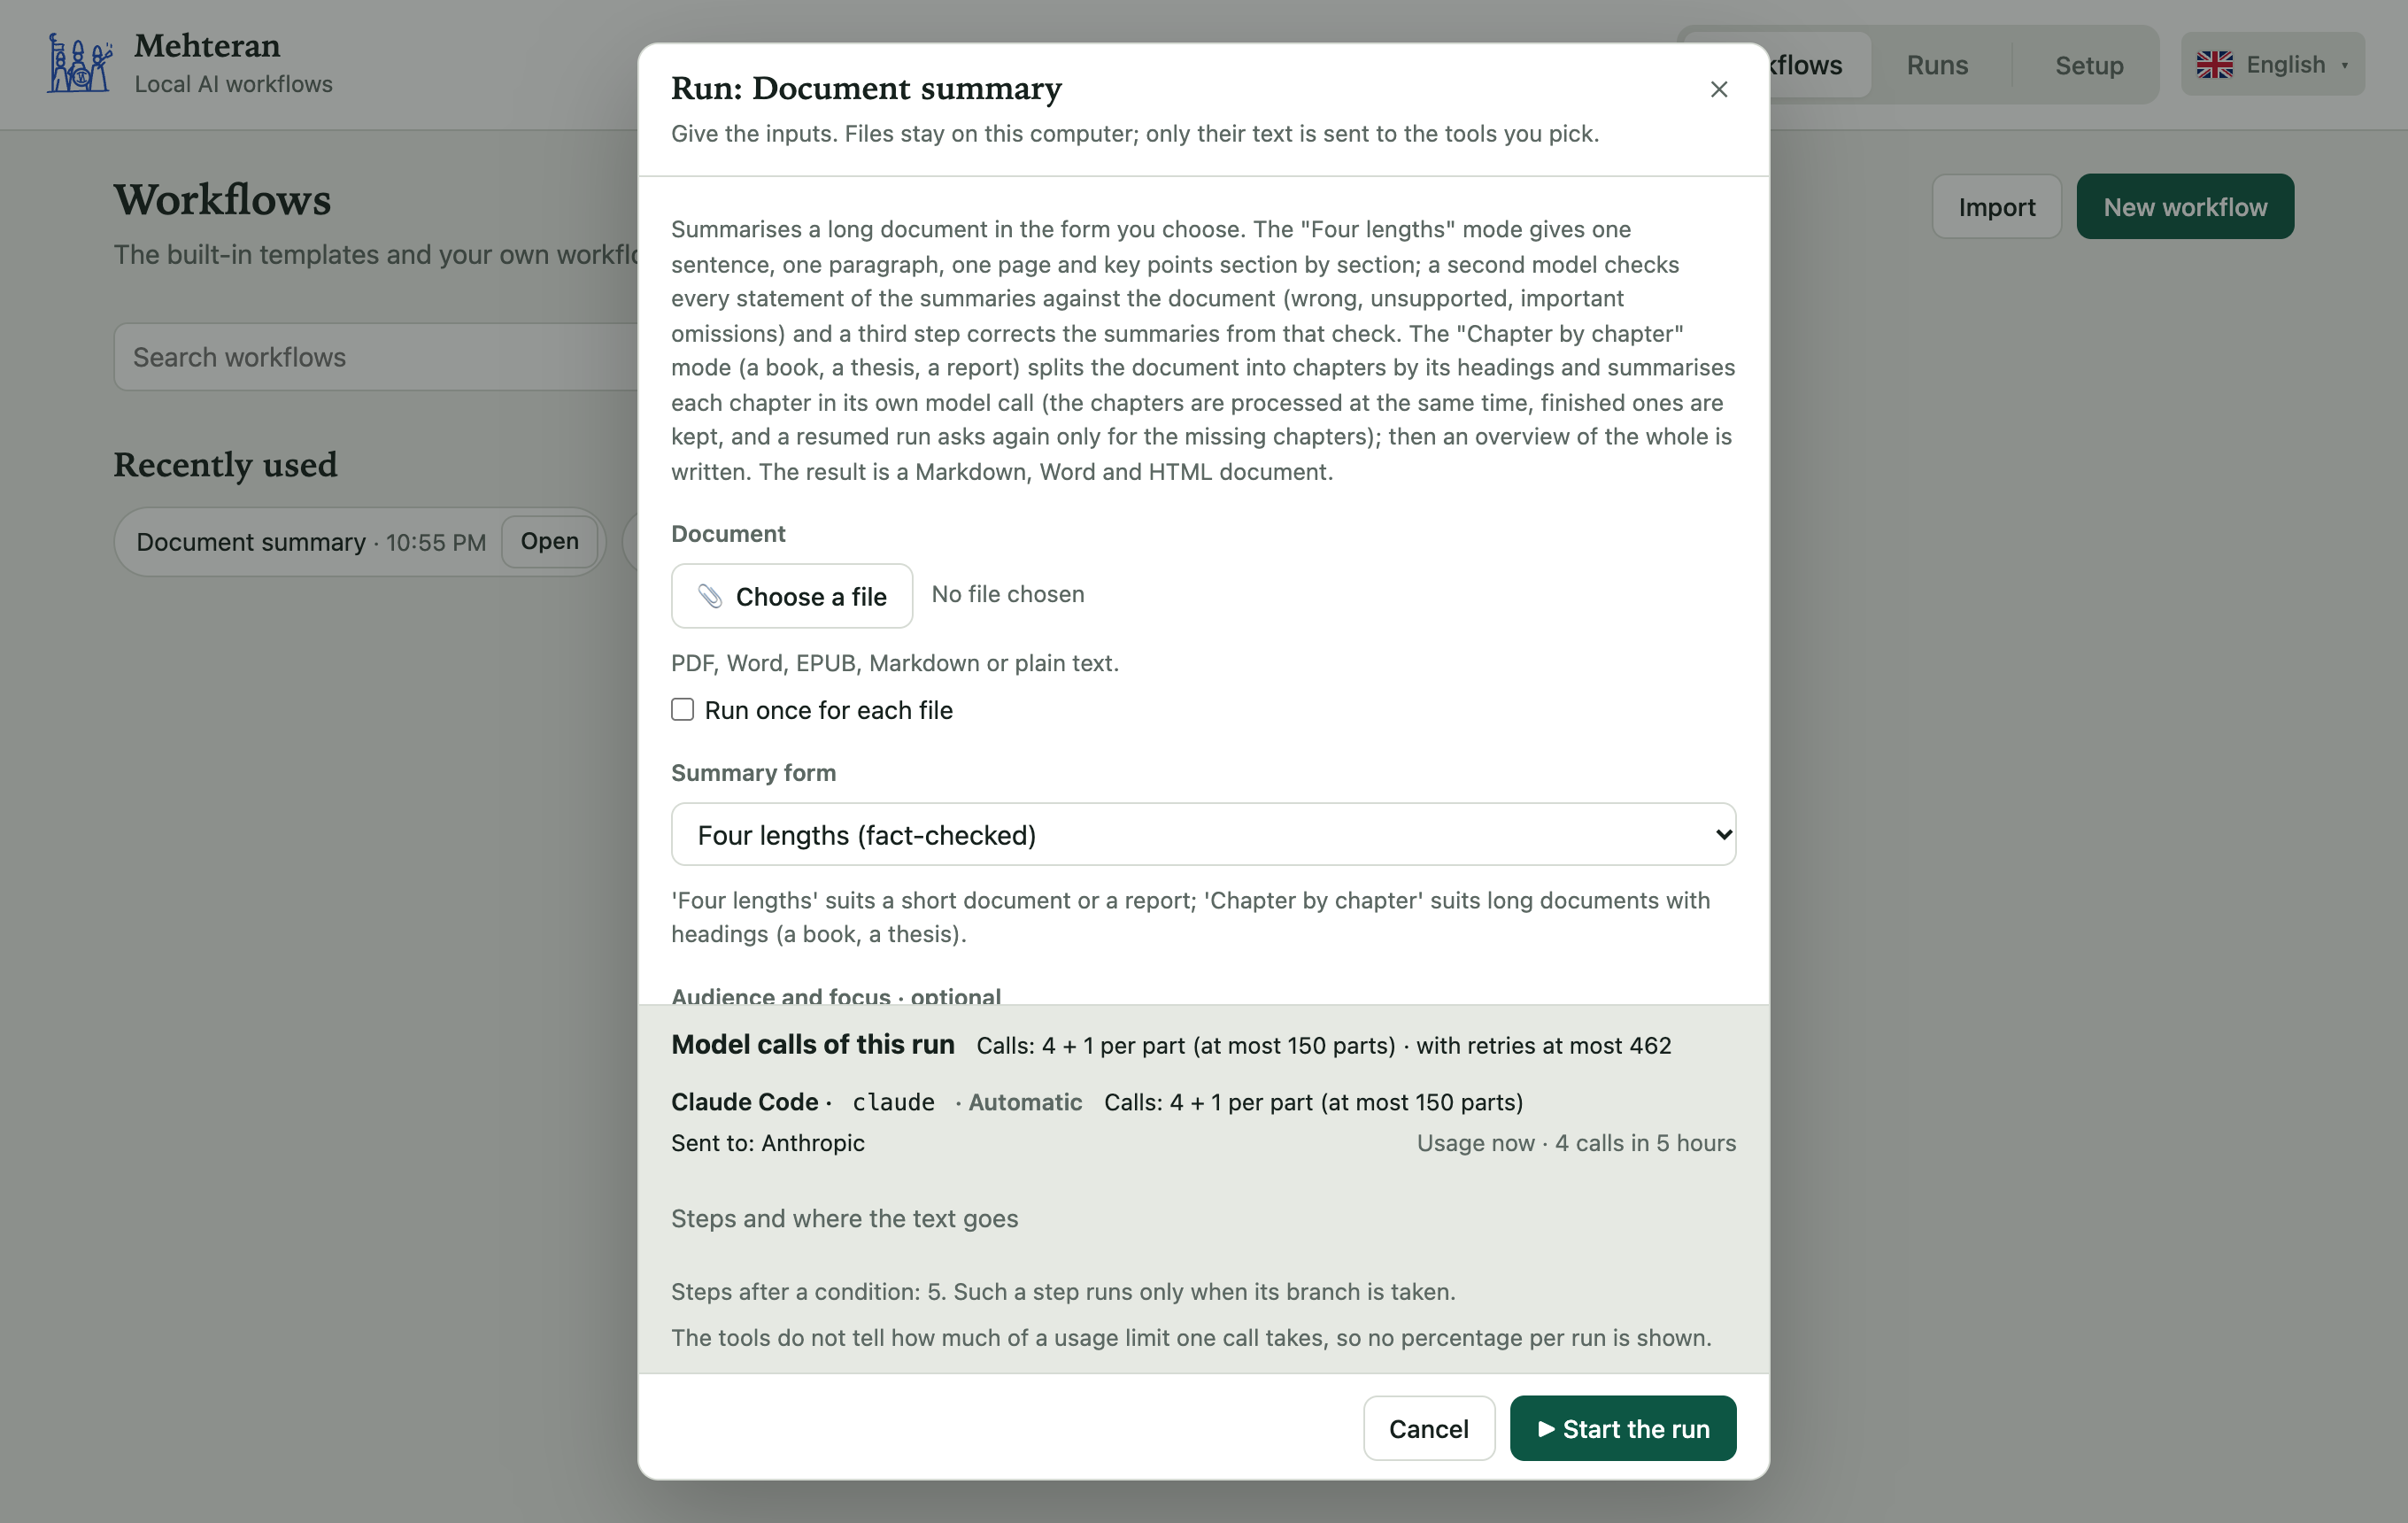 Mehteran
Local AI workflows
kflows
Runs
Setup
English
Workflows
The built-in templates and your own workflo
Import
New workflow
Search workflows
Recently used
Document summary · 10:55 PM
Open
Run: Document summary
Give the inputs. Files stay on this computer; only their text is sent to the tools you pick.
Summarises a long document in the form you choose. The "Four lengths" mode gives one
sentence, one paragraph, one page and key points section by section; a second model checks
every statement of the summaries against the document (wrong, unsupported, important
omissions) and a third step corrects the summaries from that check. The "Chapter by chapter"
mode (a book, a thesis, a report) splits the document into chapters by its headings and summarises
each chapter in its own model call (the chapters are processed at the same time, finished ones are
kept, and a resumed run asks again only for the missing chapters); then an overview of the whole is
written. The result is a Markdown, Word and HTML document.
Document
Choose a file
No file chosen
PDF, Word, EPUB, Markdown or plain text.
Run once for each file
Summary form
Four lengths (fact-checked)
'Four lengths' suits a short document or a report; 'Chapter by chapter' suits long documents with
headings (a book, a thesis).
Audience and focus · optional
Model calls of this run Calls: 4 + 1 per part (at most 150 parts) · with retries at most 462
Claude Code · claude · Automatic Calls: 4 + 1 per part (at most 150 parts)
Sent to: Anthropic
Usage now · 4 calls in 5 hours
Steps and where the text goes
Steps after a condition: 5. Such a step runs only when its branch is taken.
The tools do not tell how much of a usage limit one call takes, so no percentage per run is shown.
Cancel
Start the run